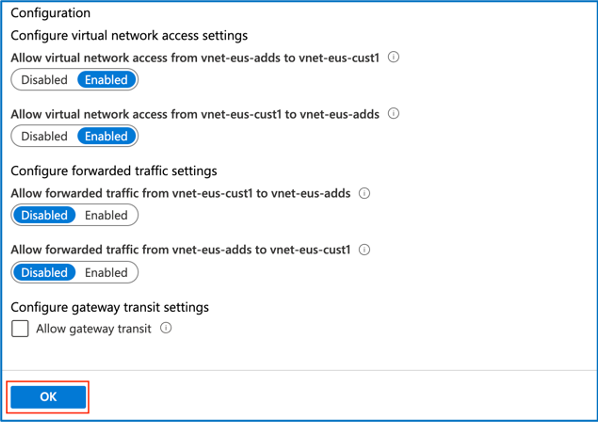 Configuration
Configure virtual network access settings
Allow virtual network access from vnet-eus-adds to vnet-eus-cust1
Disabled Enabled
Allow virtual network access from vnet-eus-cust1 to vnet-eus-adds
Disabled Enabled
Configure forwarded traffic settings
Allow forwarded traffic from vnet-eus-cust1 to vnet-eus-adds
Disabled Enabled
Allow forwarded traffic from vnet-eus-adds to vnet-eus-cust1
Disabled Enabled
Configure gateway transit settings
Allow gateway transit
OK